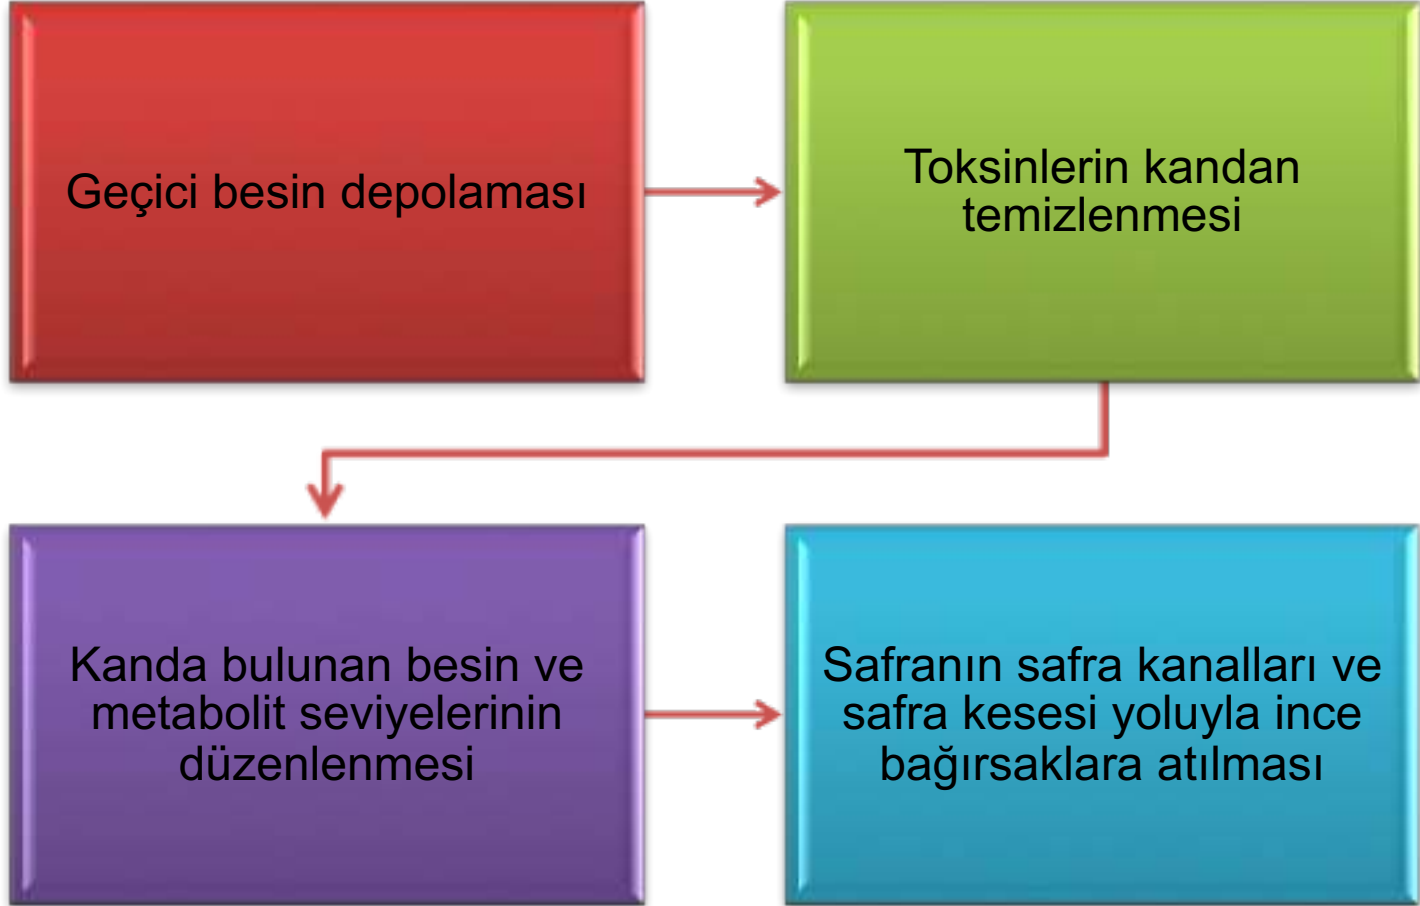 Geçici besin depolaması
Toksinlerin kandan
temizlenmesi
Kanda bulunan besin ve
metabolit seviyelerinin
düzenlenmesi
Safranın safra kanalları ve
safra kesesi yoluyla ince
bağırsaklara atılması